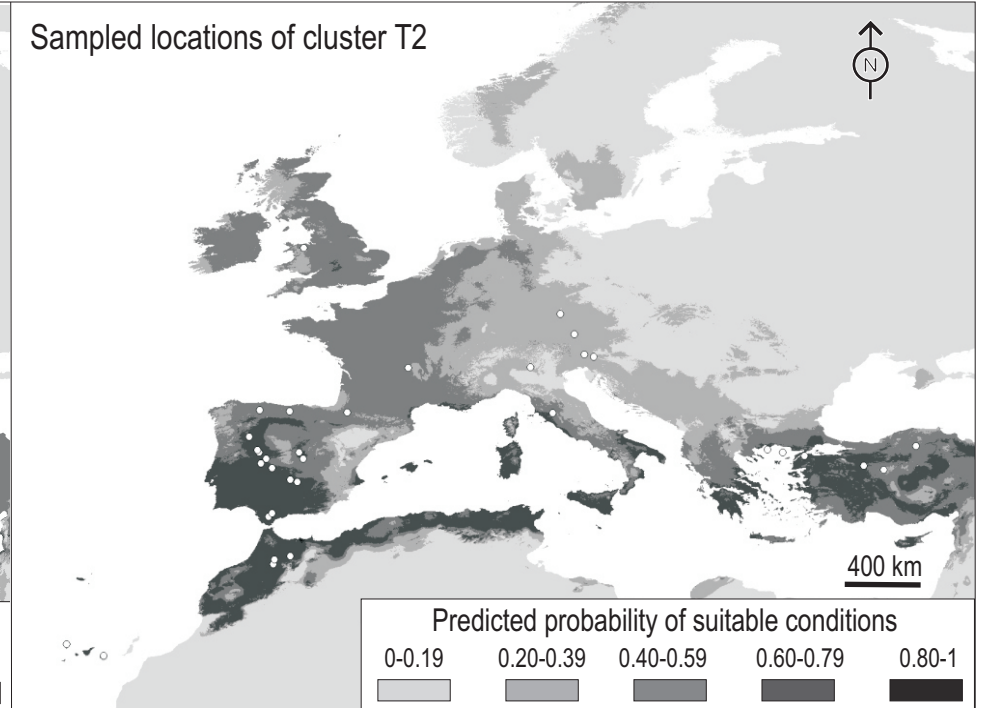 Sampled locations of cluster T2
N
400 km
Predicted probability of suitable conditions
0-0.19 0.20-0.39 0.40-0.59 0.60-0.79 0.80-1